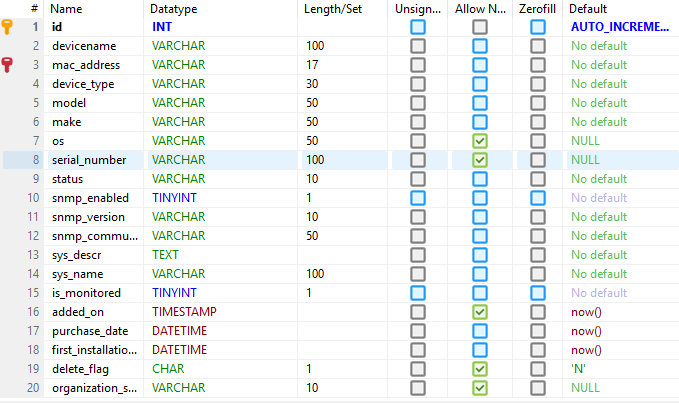 # Name Datatype Length/Set Unsign... Allow N... Zerofill Default
1 id INT AUTO_INCREME...
2 devicename VARCHAR 100 No default
3 mac_address VARCHAR 17 No default
4 device_type VARCHAR 30 No default
5 model VARCHAR 50 No default
6 make VARCHAR 50 No default
7 os VARCHAR 50 NULL
8 serial_number VARCHAR 100 NULL
9 status VARCHAR 10 No default
10 snmp_enabled TINYINT 1 No default
11 snmp_version VARCHAR 10 No default
12 snmp_commu... VARCHAR 50 No default
13 sys_descr TEXT No default
14 sys_name VARCHAR 100 No default
15 is_monitored TINYINT 1 No default
16 added_on TIMESTAMP now()
17 purchase_date DATETIME now()
18 first_installatio... DATETIME now()
19 delete_flag CHAR 1 'N'
20 organization_s... VARCHAR 10 NULL